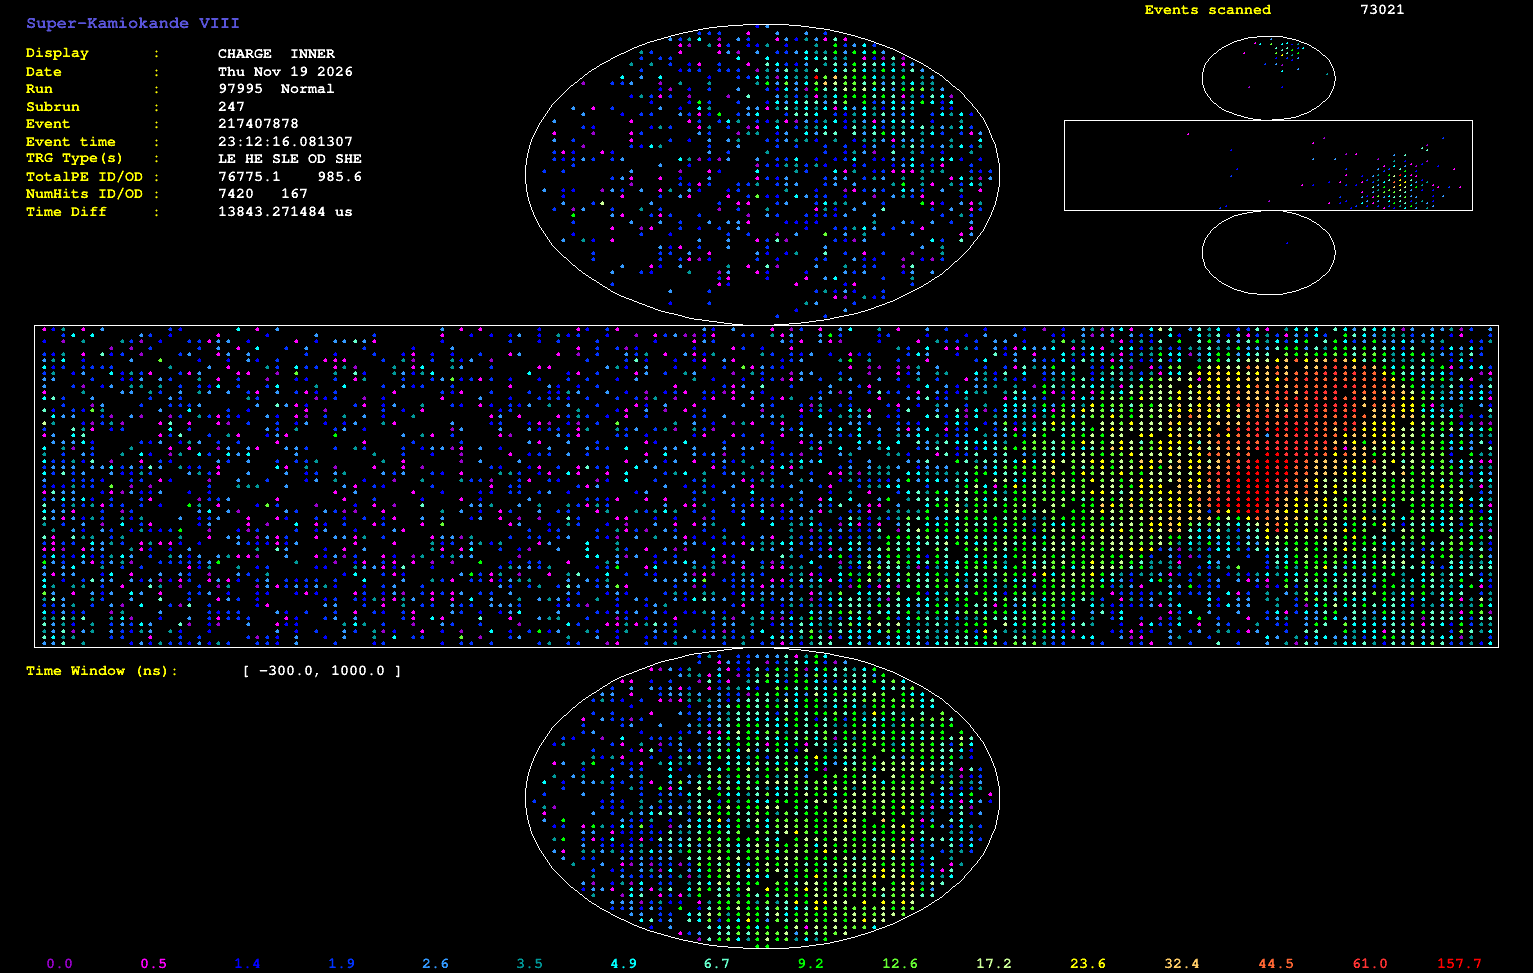 Super-Kamiokande VIII
Events scanned 73021
Display : CHARGE INNER
Date : Thu Nov 19 2026
Run : 97995 Normal
Subrun : 247
Event : 217407878
Event time : 23:12:16.081307
TRG Type(s) : LE HE SLE OD SHE
TotalPE ID/OD : 76775.1 985.6
NumHits ID/OD : 7420 167
Time Diff : 13843.271484 us
Time Window (ns): [ −300.0, 1000.0 ]
0.0 0.5 1.4 1.9 2.6 3.5 4.9 6.7 9.2 12.6 17.2 23.6 32.4 44.5 61.0 157.7